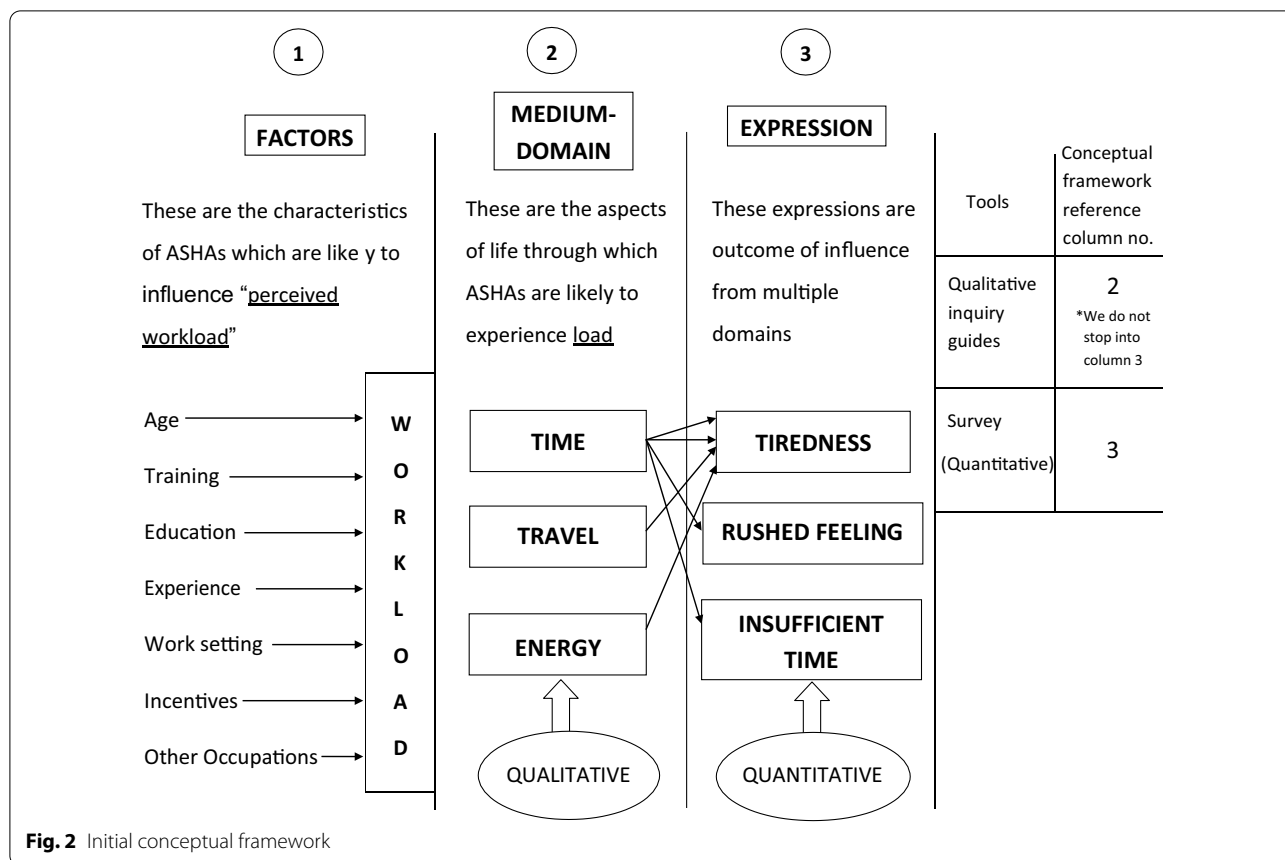 1
2
3
FACTORS
MEDIUM-
DOMAIN
EXPRESSION
These are the characteristics
of ASHAs which are like y to
influence “perceived
workload”
These are the aspects
of life through which
ASHAs are likely to
experience load
These expressions are
outcome of influence
from multiple
domains
Tools
Conceptual
framework
reference
column no.
Qualitative
inquiry
guides
2
*We do not
stop into
column 3
Survey
(Quantitative)
3
Age
Training
Education
Experience
Work setting
Incentives
Other Occupations
W
O
R
K
L
O
A
D
TIME
TRAVEL
ENERGY
QUALITATIVE
TIREDNESS
RUSHED FEELING
INSUFFICIENT
TIME
QUANTITATIVE
Fig. 2 Initial conceptual framework